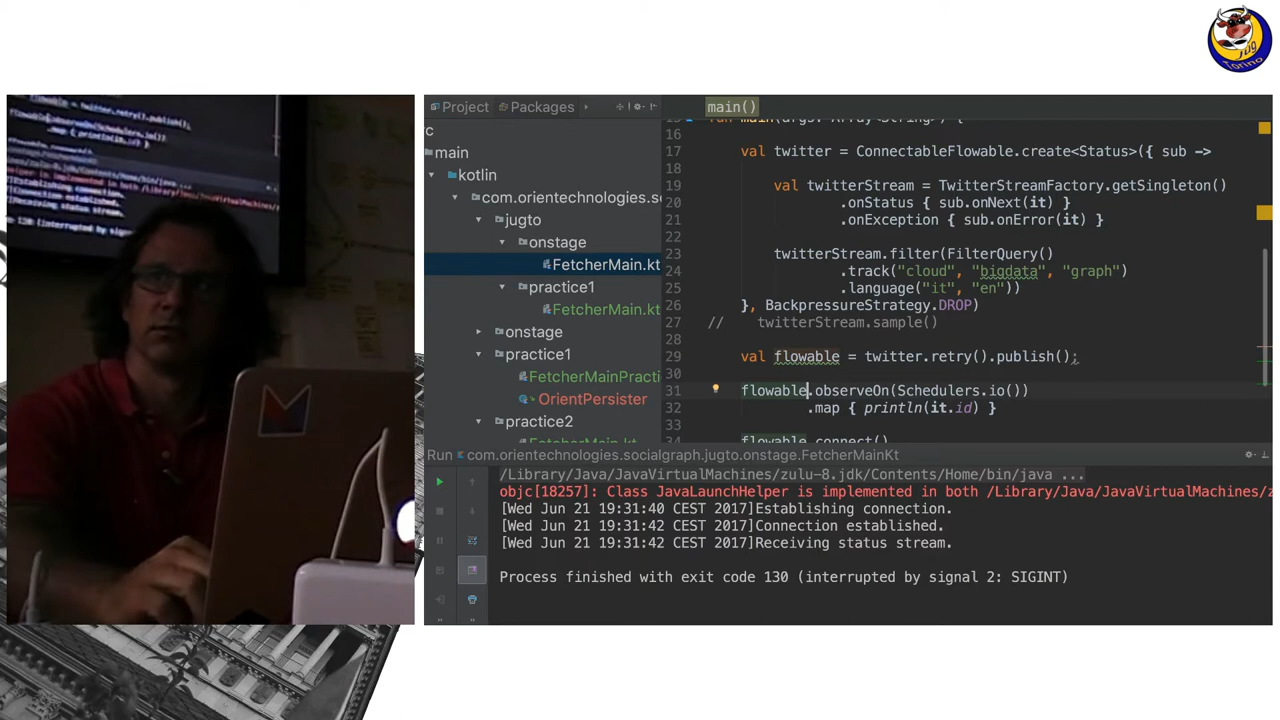 Jug
Torino
Project
Packages
main()
rc
main
kotlin
com.orientechnologies.sc
jugto
onstage
FetcherMain.kt
practice1
FetcherMain.kt
onstage
practice1
FetcherMainPracti
OrientPersister
practice2
16
17 val twitter = ConnectableFlowable.create<Status>({ sub ->
18
19 val twitterStream = TwitterStreamFactory.getSingleton()
20 .onStatus { sub.onNext(it) }
21 .onException { sub.onError(it) }
22
23 twitterStream.filter(FilterQuery()
24 .track("cloud", "bigdata", "graph")
25 .language("it", "en"))
26 }, BackpressureStrategy.DROP)
27 // twitterStream.sample()
28
29 val flowable = twitter.retry().publish();
30
31 flowable.observeOn(Schedulers.io())
32 .map { println(it.id) }
33
34 flowable.connect()
Run com.orientechnologies.socialgraph.jugto.onstage.FetcherMainKt
/Library/Java/JavaVirtualMachines/zulu-8.jdk/Contents/Home/bin/java ...
objc[18257]: Class JavaLaunchHelper is implemented in both /Library/Java/JavaVirtualMachines/z
[Wed Jun 21 19:31:40 CEST 2017]Establishing connection.
[Wed Jun 21 19:31:42 CEST 2017]Connection established.
[Wed Jun 21 19:31:42 CEST 2017]Receiving status stream.
Process finished with exit code 130 (interrupted by signal 2: SIGINT)